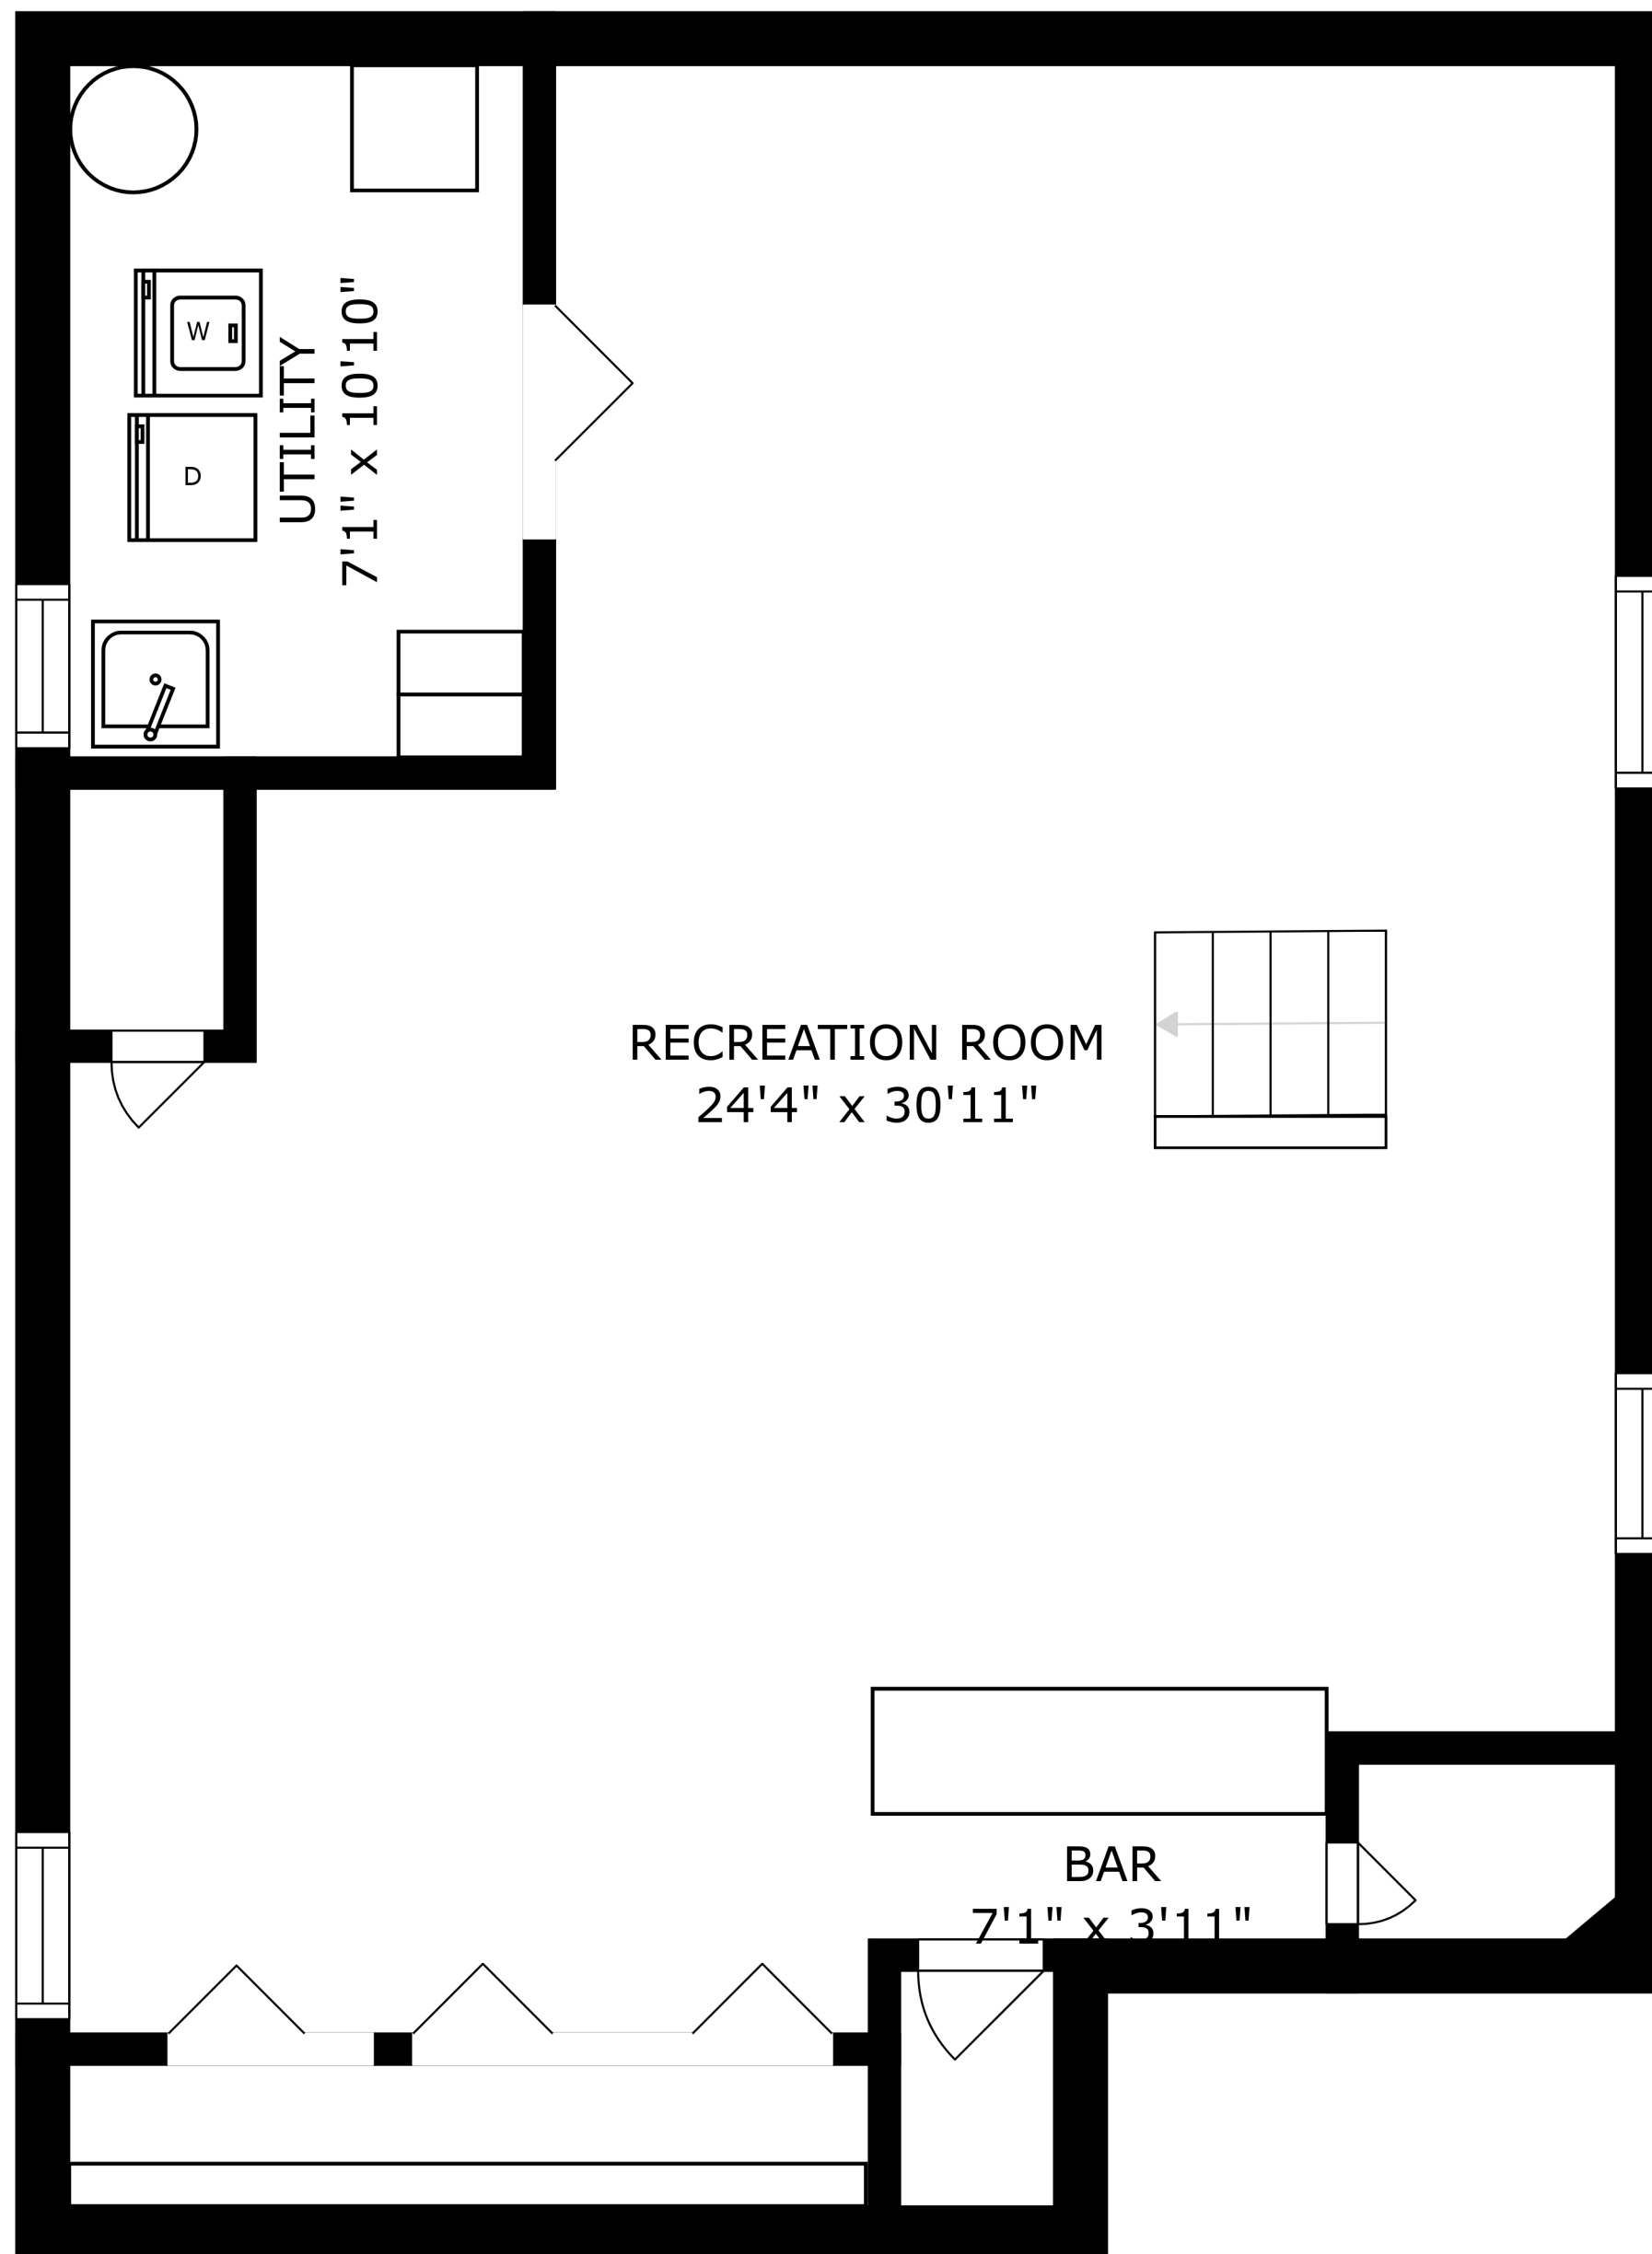 W
D
UTILITY
7'1" x 10'10"
RECREATION ROOM
24'4" x 30'11"
BAR
7'1" x 3'11"